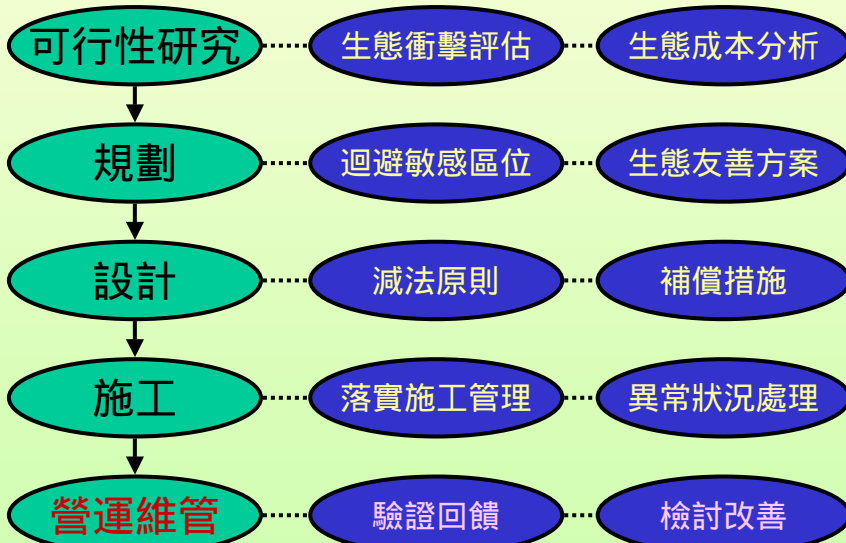 可行性研究
生態衝擊評估
生態成本分析
規劃
迴避敏感區位
生態友善方案
設計
減法原則
補償措施
施工
落實施工管理
異常狀況處理
營運維管
驗證回饋
檢討改善